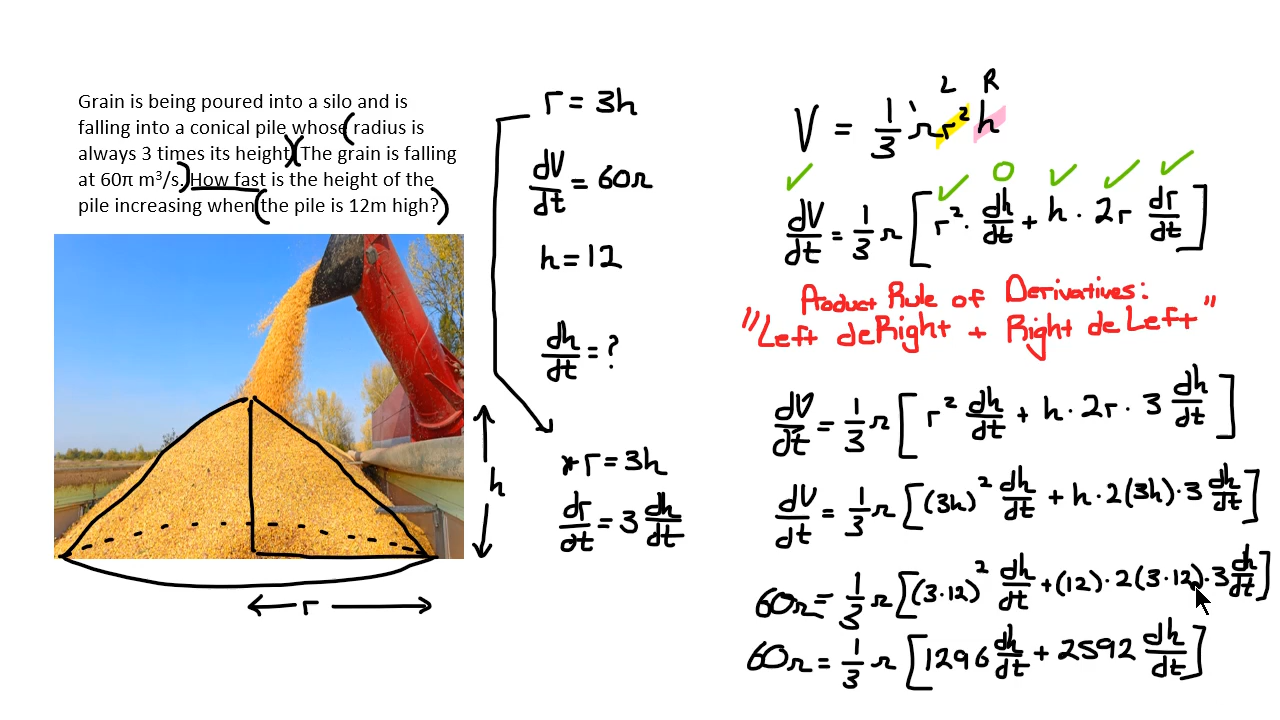 Grain is being poured into a silo and is
falling into a conical pile whose (radius is
always 3 times its height.)( The grain is falling
at 60π m³/s.) How fast is the height of the
pile increasing when (the pile is 12m high?)
r = 3h
dV/dt = 60π
h = 12
dh/dt = ?
* r = 3h
dr/dt = 3 dh/dt
h
r
L R
V = 1/3 π r² h
✓ ✓ O ✓ ✓ ✓
dV/dt = 1/3 π [ r² · dh/dt + h · 2r dr/dt ]
Product Rule of Derivatives:
"Left deRight + Right deLeft"
dV/dt = 1/3 π [ r² dh/dt + h · 2r · 3 dh/dt ]
dV/dt = 1/3 π [ (3h)² dh/dt + h · 2(3h) · 3 dh/dt ]
60π = 1/3 π [ (3·12)² dh/dt + (12) · 2(3·12) · 3 dh/dt ]
60π = 1/3 π [ 1296 dh/dt + 2592 dh/dt ]